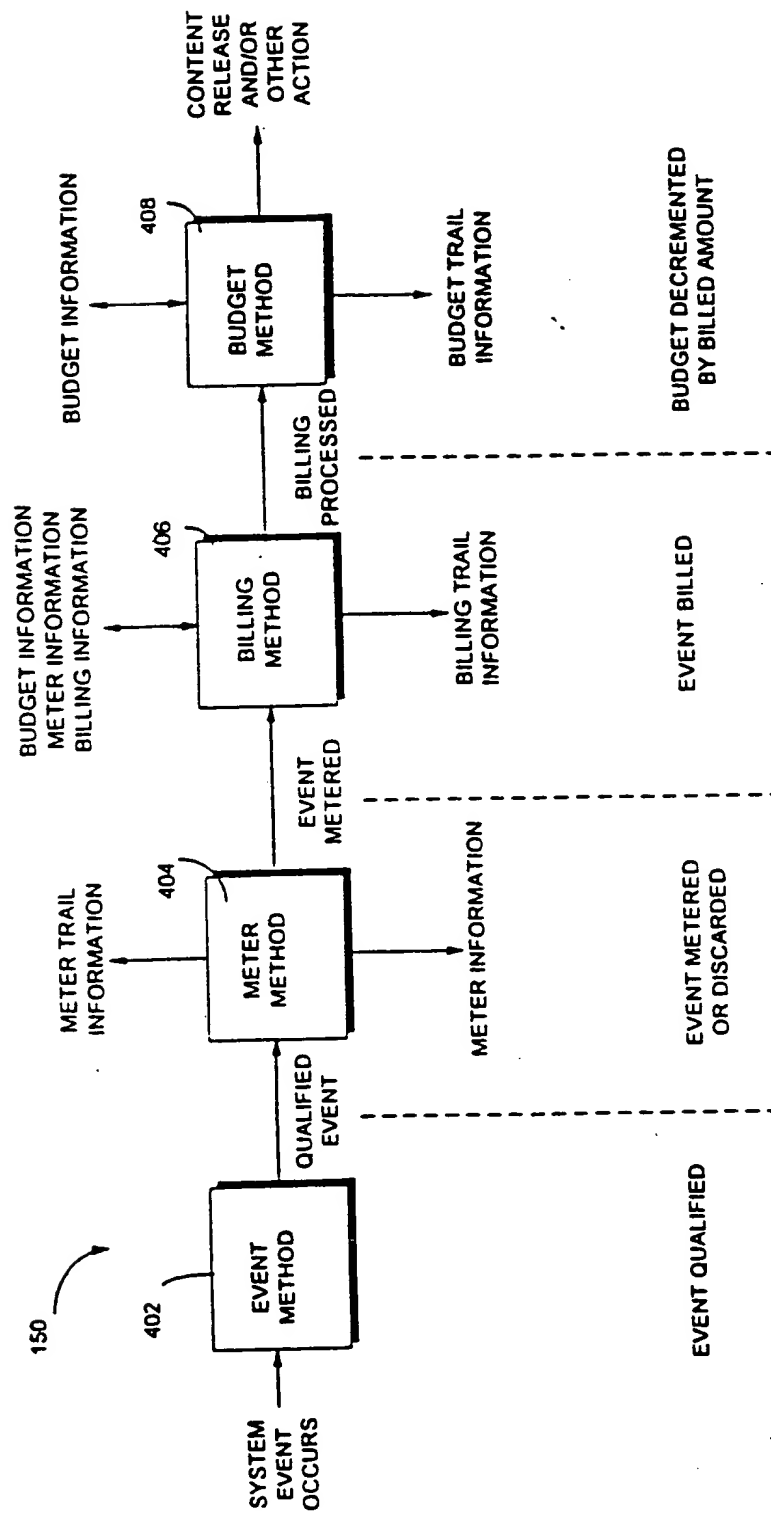 150
SYSTEM
EVENT
OCCURS
402
EVENT
METHOD
QUALIFIED
EVENT
EVENT QUALIFIED
METER TRAIL
INFORMATION
404
METER
METHOD
METER INFORMATION
EVENT
METERED
EVENT METERED
OR DISCARDED
BUDGET INFORMATION
METER INFORMATION
BILLING INFORMATION
406
BILLING
METHOD
BILLING TRAIL
INFORMATION
BILLING
PROCESSED
EVENT BILLED
BUDGET INFORMATION
408
BUDGET
METHOD
BUDGET TRAIL
INFORMATION
CONTENT
RELEASE
AND/OR
OTHER
ACTION
BUDGET DECREMENTED
BY BILLED AMOUNT